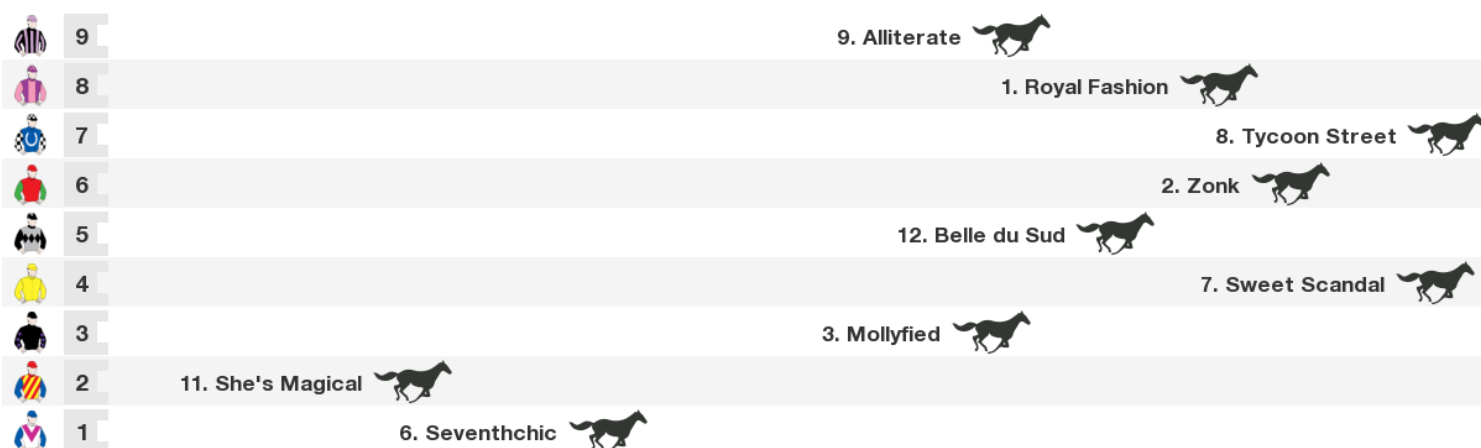 9 9. Alliterate
8 1. Royal Fashion
7 8. Tycoon Street
6 2. Zonk
5 12. Belle du Sud
4 7. Sweet Scandal
3 3. Mollyfied
2 11. She's Magical
1 6. Seventhchic